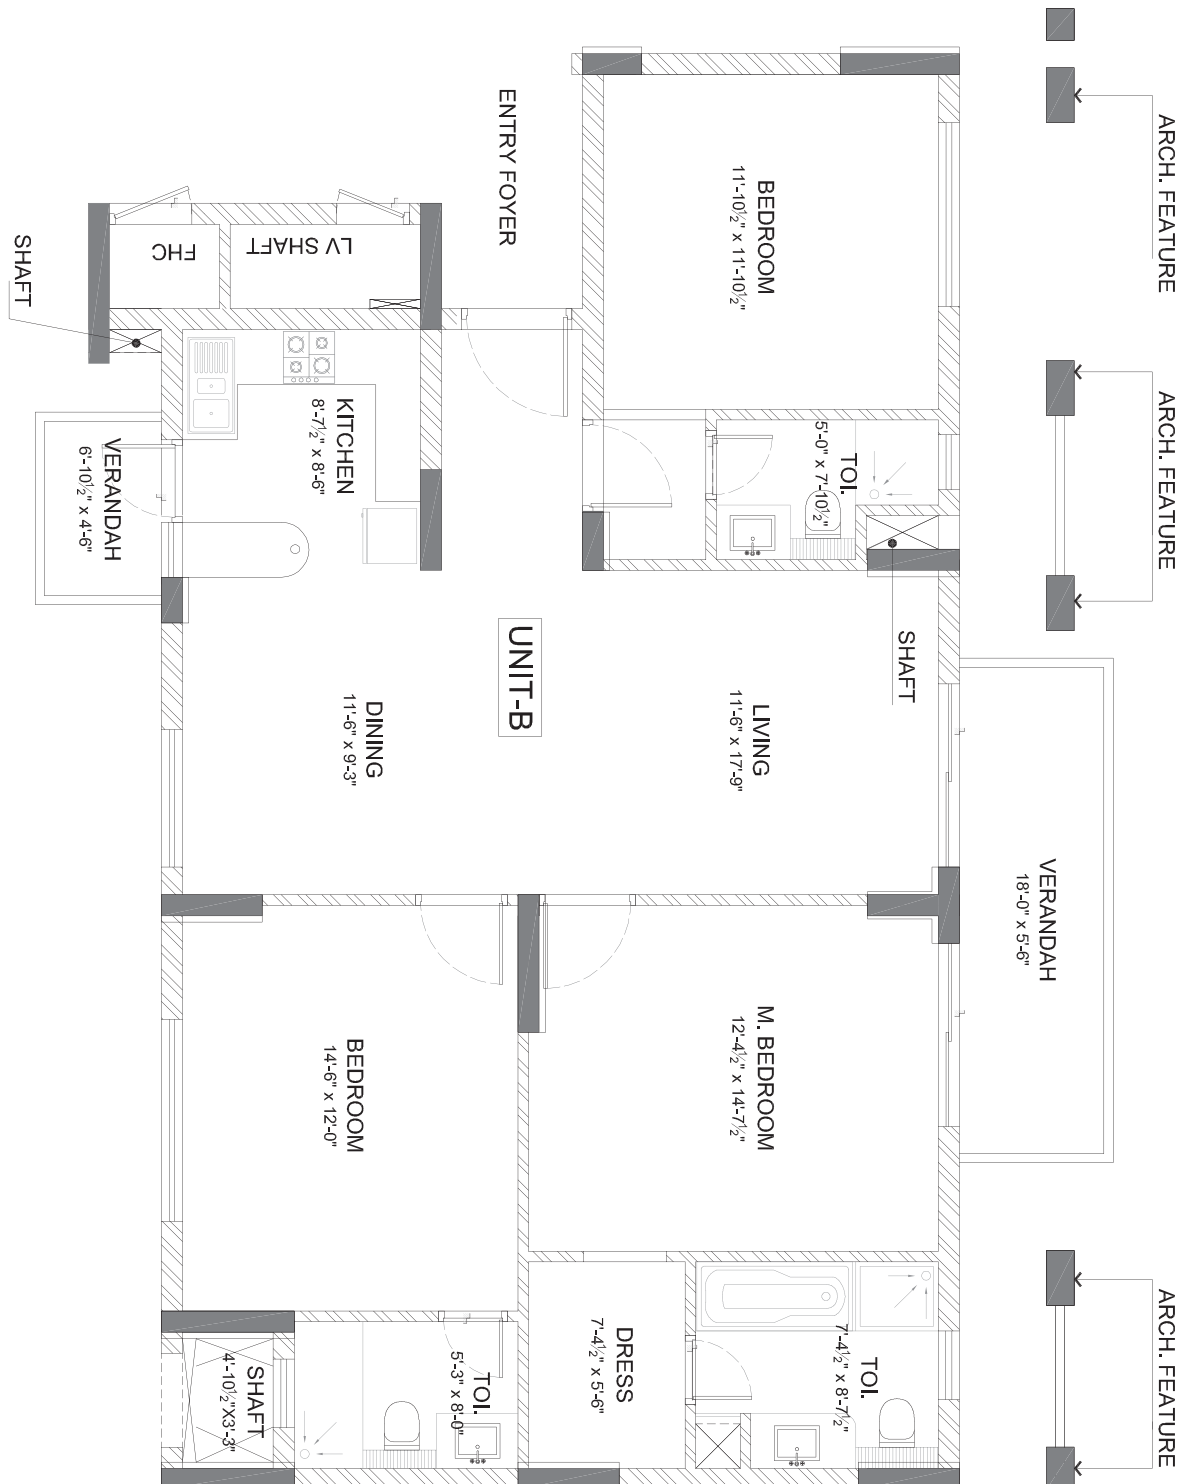 ARCH. FEATURE
ARCH. FEATURE
ARCH. FEATURE
VERANDAH
18'-0" x 5'-6"
SHAFT
BEDROOM
11'-10½" x 11'-10½"
TOI.
5'-0" x 7'-10½"
LIVING
11'-6" x 17'-9"
M. BEDROOM
12'-4½" x 14'-7½"
TOI.
7'-4½" x 8'-7½"
DRESS
7'-4½" x 5'-6"
ENTRY FOYER
UNIT-B
TOI.
5'-3" x 8'-0"
LV SHAFT
FHC
KITCHEN
8'-7½" x 8'-6"
DINING
11'-6" x 9'-3"
BEDROOM
14'-6" x 12'-0"
SHAFT
4'-10½"X3'-3"
VERANDAH
6'-10½" x 4'-6"
SHAFT